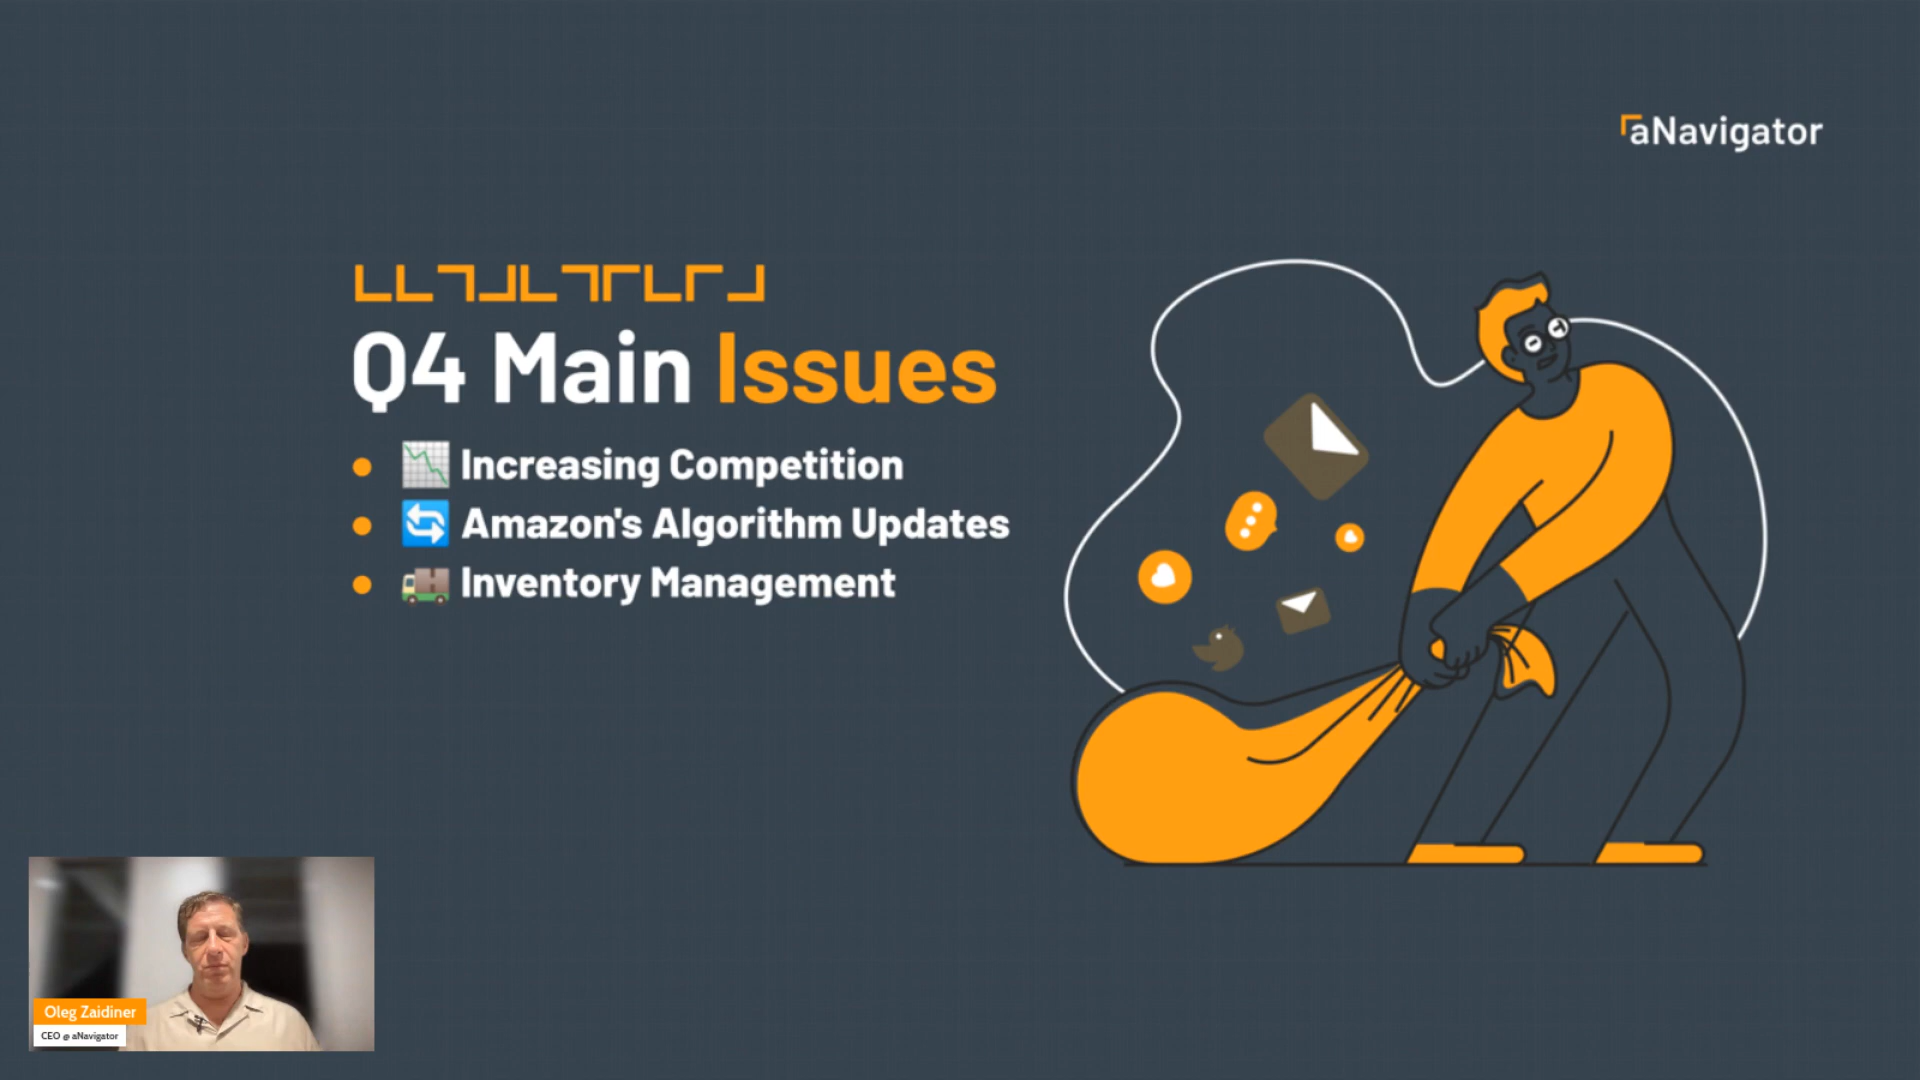 aNavigator
Q4 Main Issues
Increasing Competition
Amazon's Algorithm Updates
Inventory Management
Oleg Zaidiner
CEO @ aNavigator